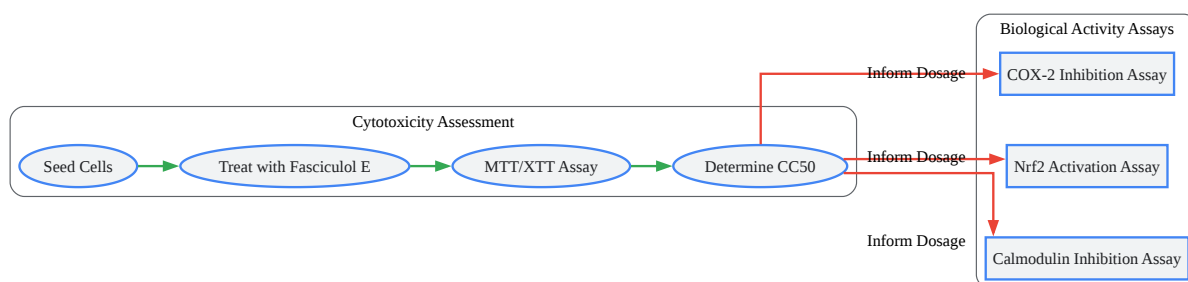 Biological Activity Assays
Inform Dosage
COX-2 Inhibition Assay
Cytotoxicity Assessment
Seed Cells
Treat with Fasciculol E
MTT/XTT Assay
Determine CC50
Inform Dosage
Nrf2 Activation Assay
Inform Dosage
Calmodulin Inhibition Assay